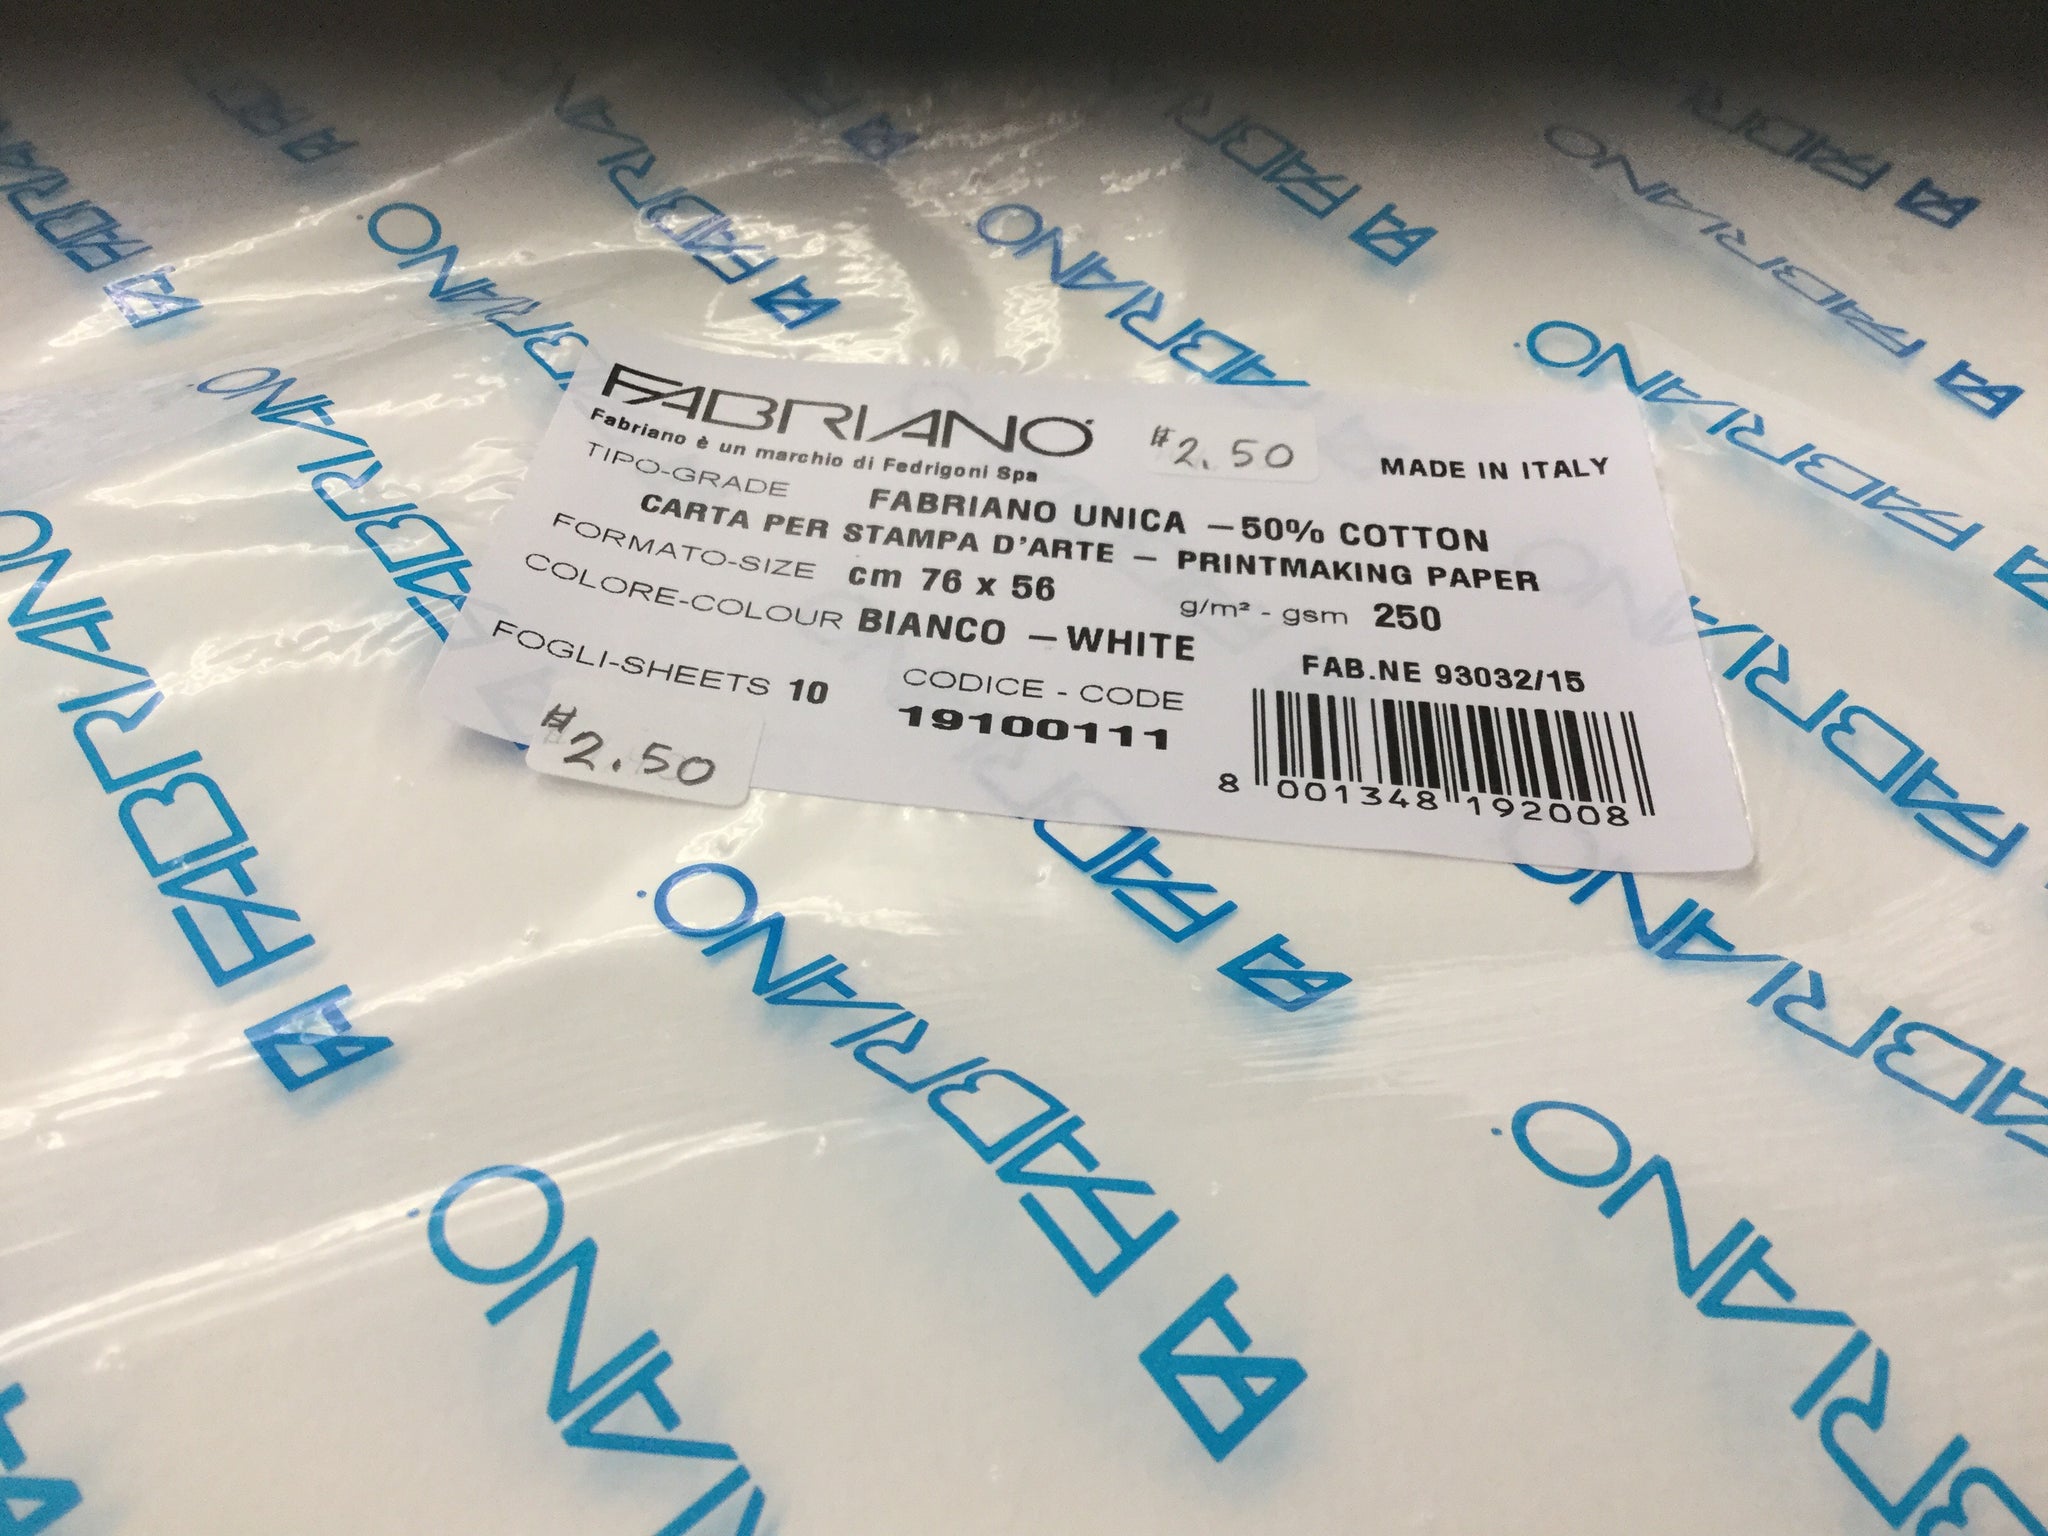 FABRIANO
Fabriano è un marchio di Fedrigoni Spa
#2.50
MADE IN ITALY
TIPO-GRADE FABRIANO UNICA – 50% COTTON
CARTA PER STAMPA D'ARTE – PRINTMAKING PAPER
FORMATO-SIZE cm 76 x 56 g/m² - gsm 250
COLORE-COLOUR BIANCO – WHITE
FOGLI-SHEETS 10
CODICE - CODE
19100111
FAB.NE 93032/15
8 001348 192008
#2.50
FABRIANO
FABRIANO
FABRIANO
FABRIANO
FABRIANO
FABRIANO
FABRIANO
FABRIANO